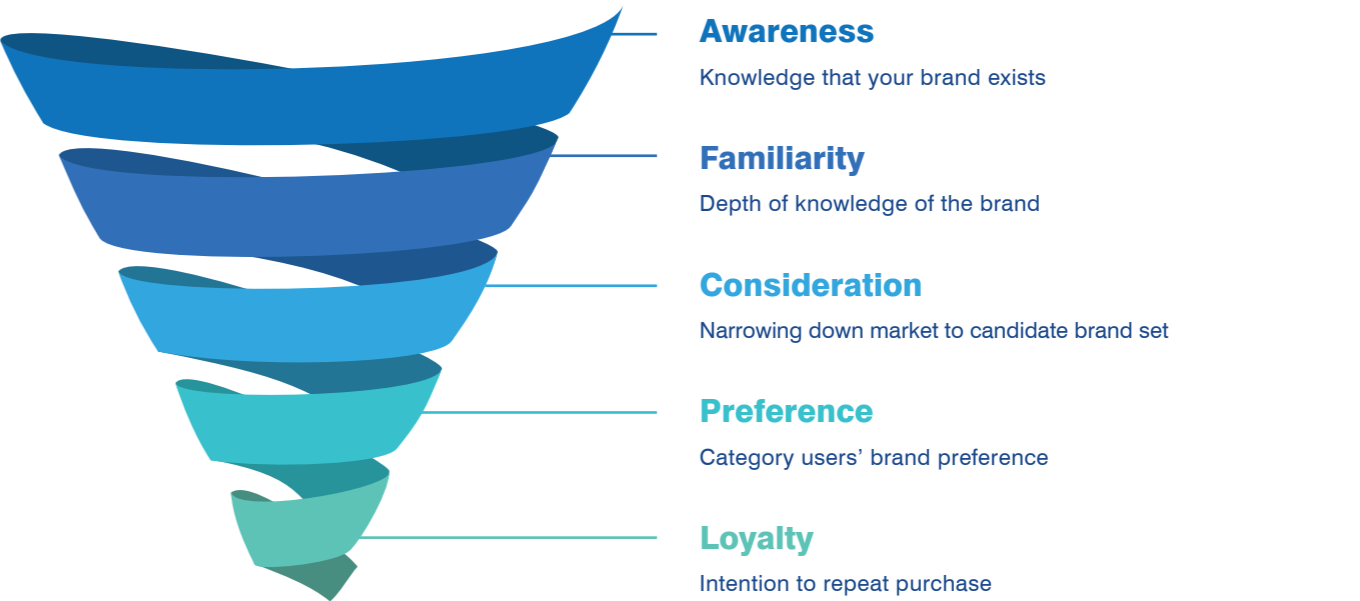 Awareness
Knowledge that your brand exists
Familiarity
Depth of knowledge of the brand
Consideration
Narrowing down market to candidate brand set
Preference
Category users’ brand preference
Loyalty
Intention to repeat purchase